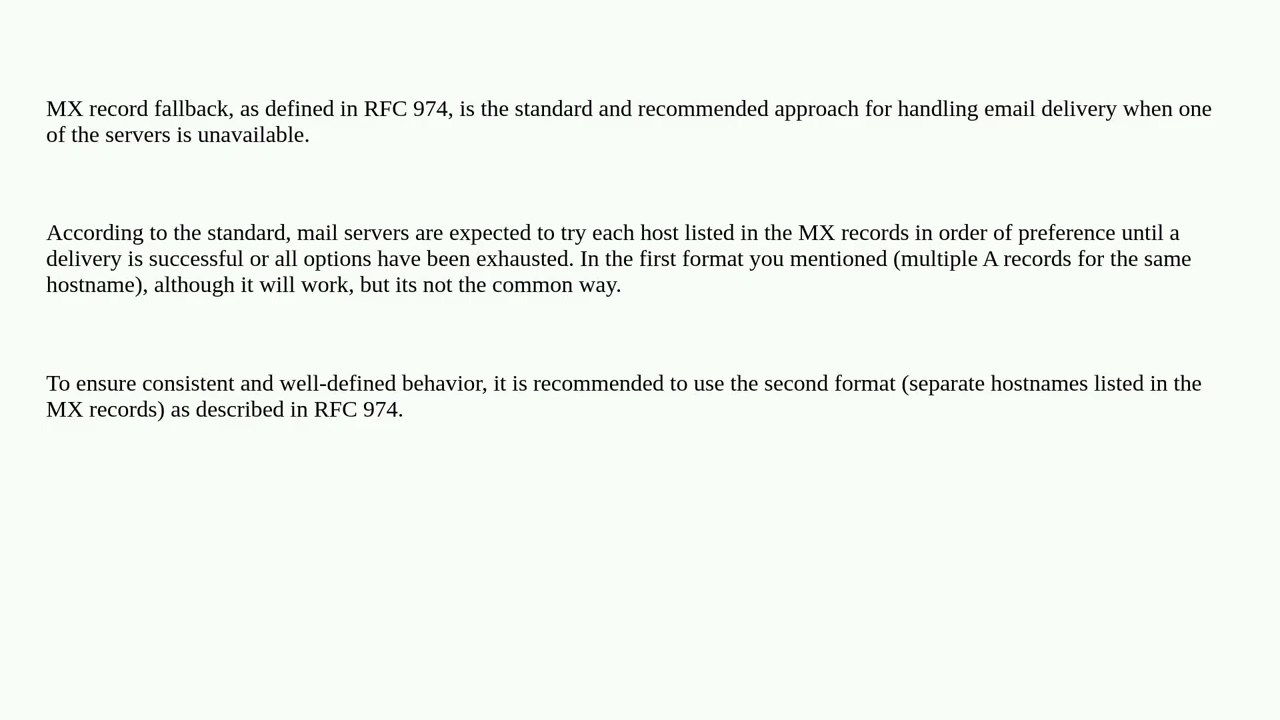 MX record fallback, as defined in RFC 974, is the standard and recommended approach for handling email delivery when one
of the servers is unavailable.
According to the standard, mail servers are expected to try each host listed in the MX records in order of preference until a
delivery is successful or all options have been exhausted. In the first format you mentioned (multiple A records for the same
hostname), although it will work, but its not the common way.
To ensure consistent and well-defined behavior, it is recommended to use the second format (separate hostnames listed in the
MX records) as described in RFC 974.